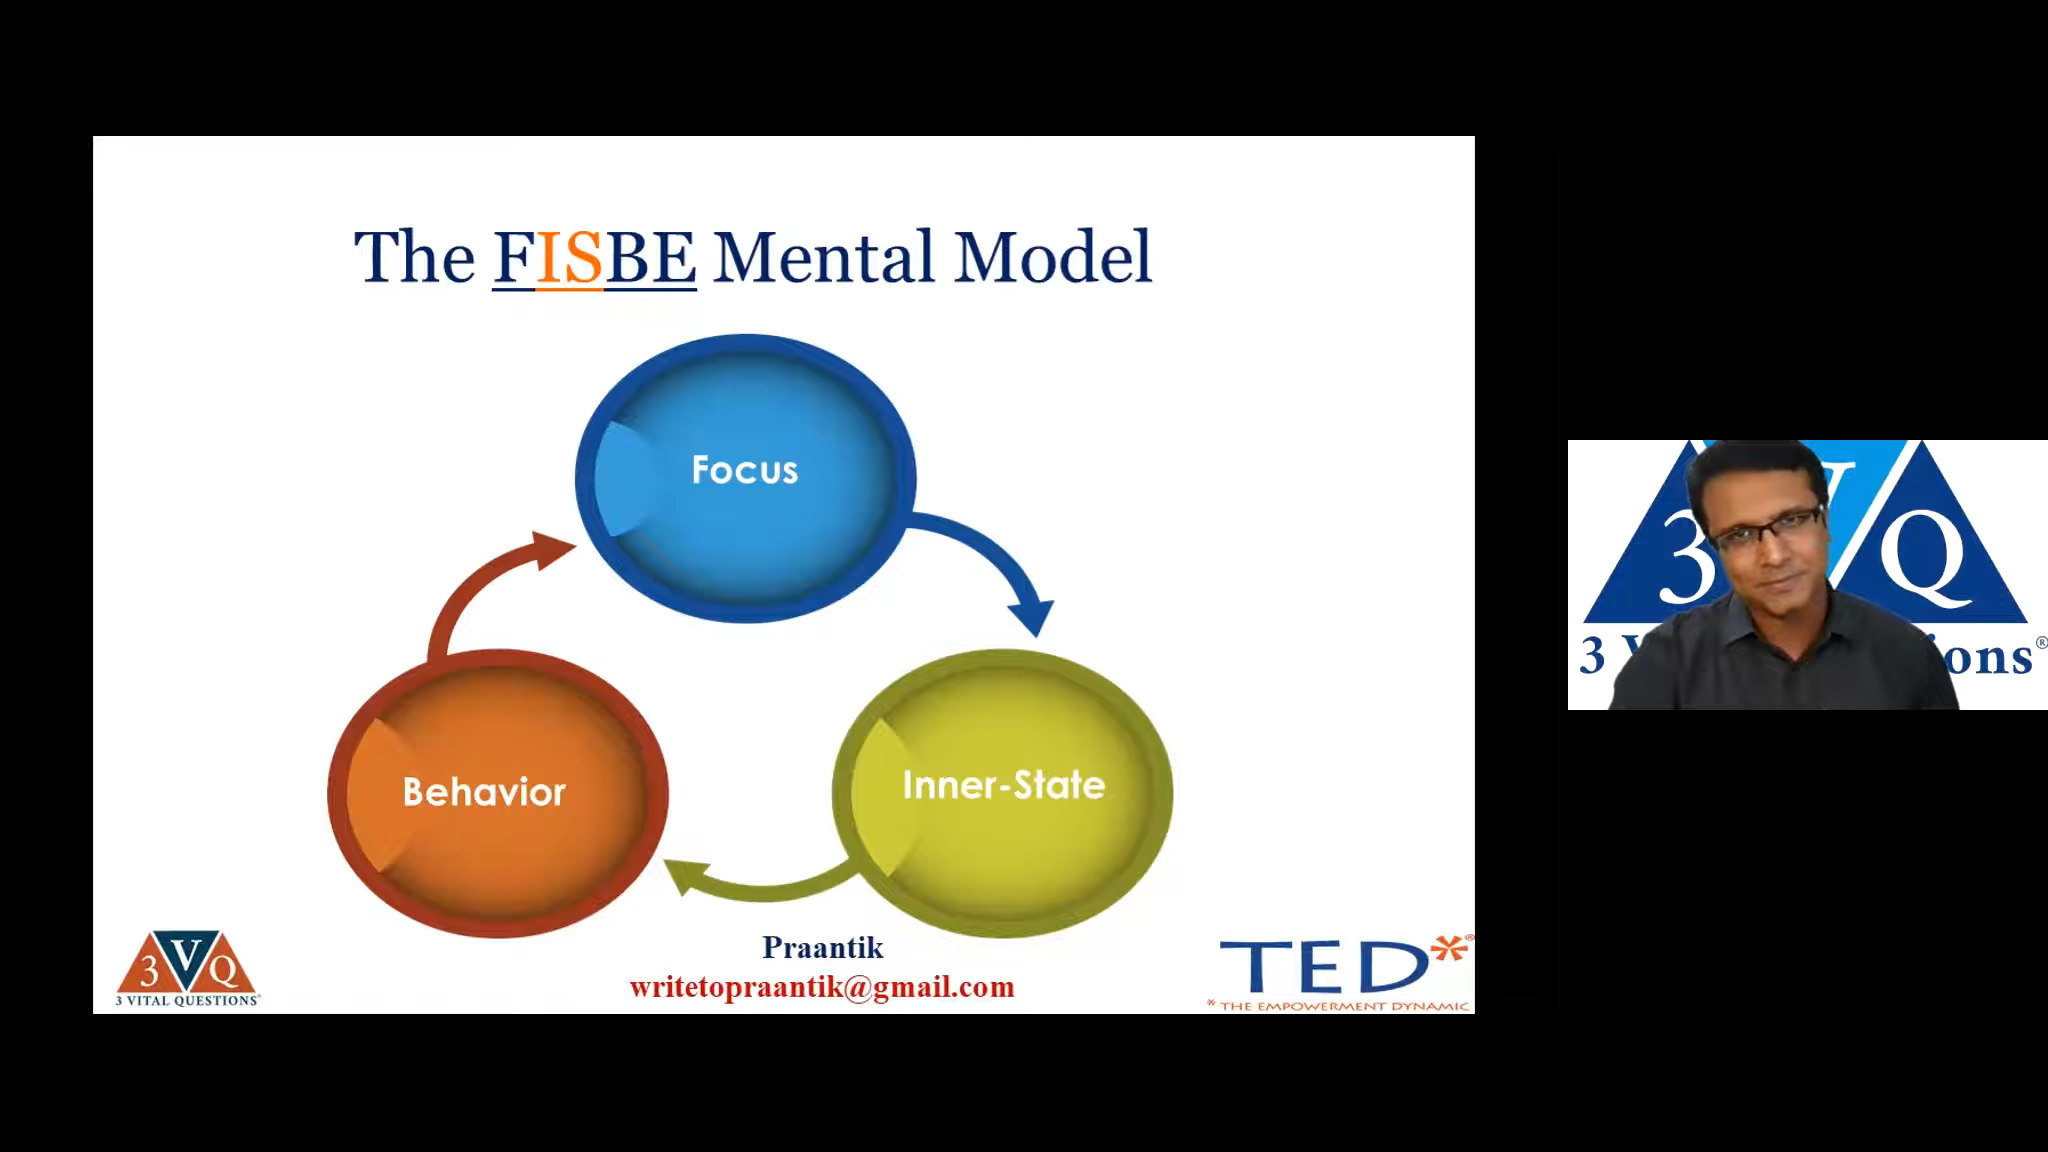 The FISBE Mental Model
Focus
Behavior
Inner-State
Praantik
writetopraantik@gmail.com
3VQ
3 VITAL QUESTIONS®
TED*®
*THE EMPOWERMENT DYNAMIC
3 V Q
3 V ions®